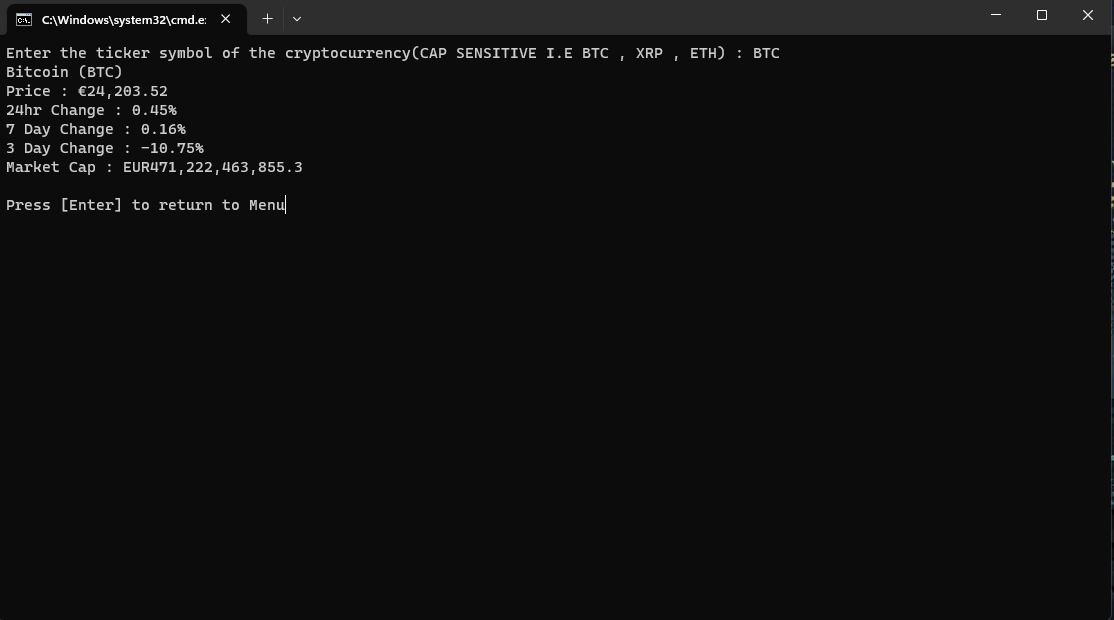 C:\Windows\system32\cmd.e:
Enter the ticker symbol of the cryptocurrency(CAP SENSITIVE I.E BTC , XRP , ETH) : BTC
Bitcoin (BTC)
Price : €24,203.52
24hr Change : 0.45%
7 Day Change : 0.16%
3 Day Change : -10.75%
Market Cap : EUR471,222,463,855.3
Press [Enter] to return to Menu